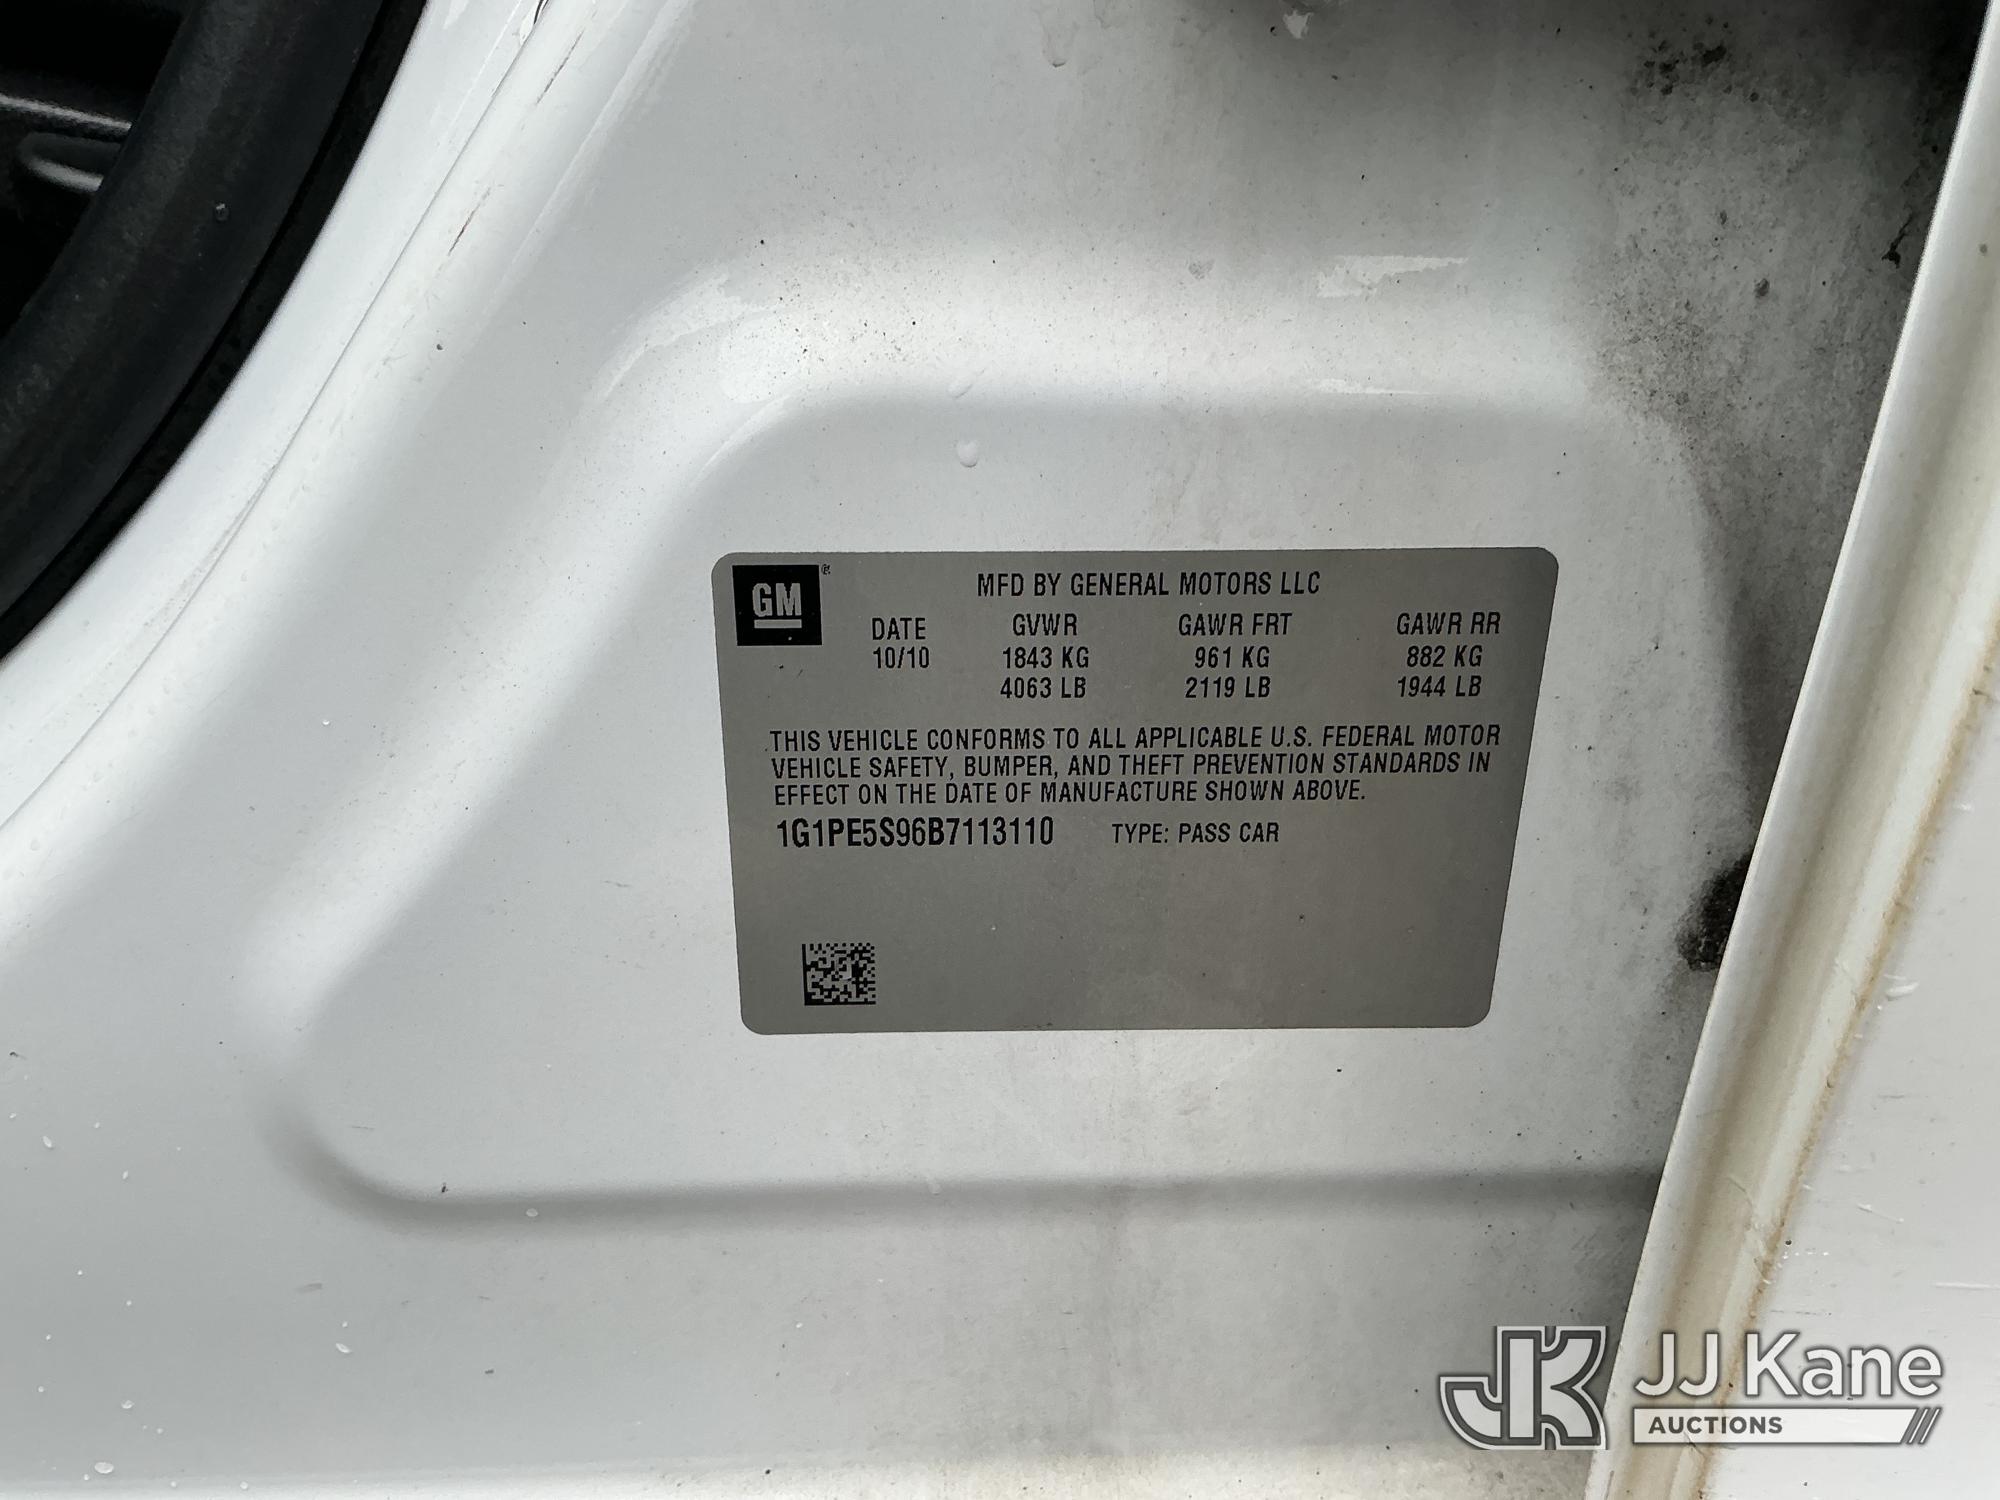 GM ®
MFD BY GENERAL MOTORS LLC
DATE GVWR GAWR FRT GAWR RR
10/10 1843 KG 961 KG 882 KG
4063 LB 2119 LB 1944 LB
THIS VEHICLE CONFORMS TO ALL APPLICABLE U.S. FEDERAL MOTOR
VEHICLE SAFETY, BUMPER, AND THEFT PREVENTION STANDARDS IN
EFFECT ON THE DATE OF MANUFACTURE SHOWN ABOVE.
1G1PE5S96B7113110 TYPE: PASS CAR
JK JJ Kane
AUCTIONS